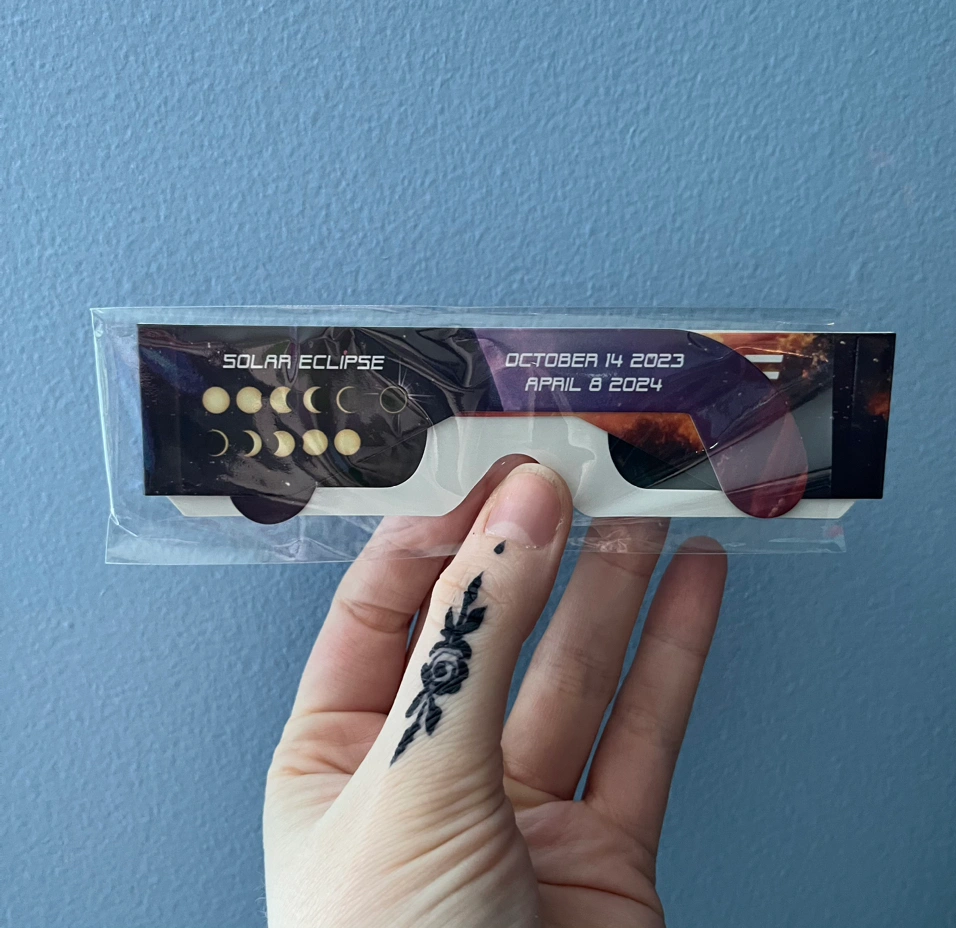 SOLAR ECLIPSE
OCTOBER 14 2023
APRIL 8 2024